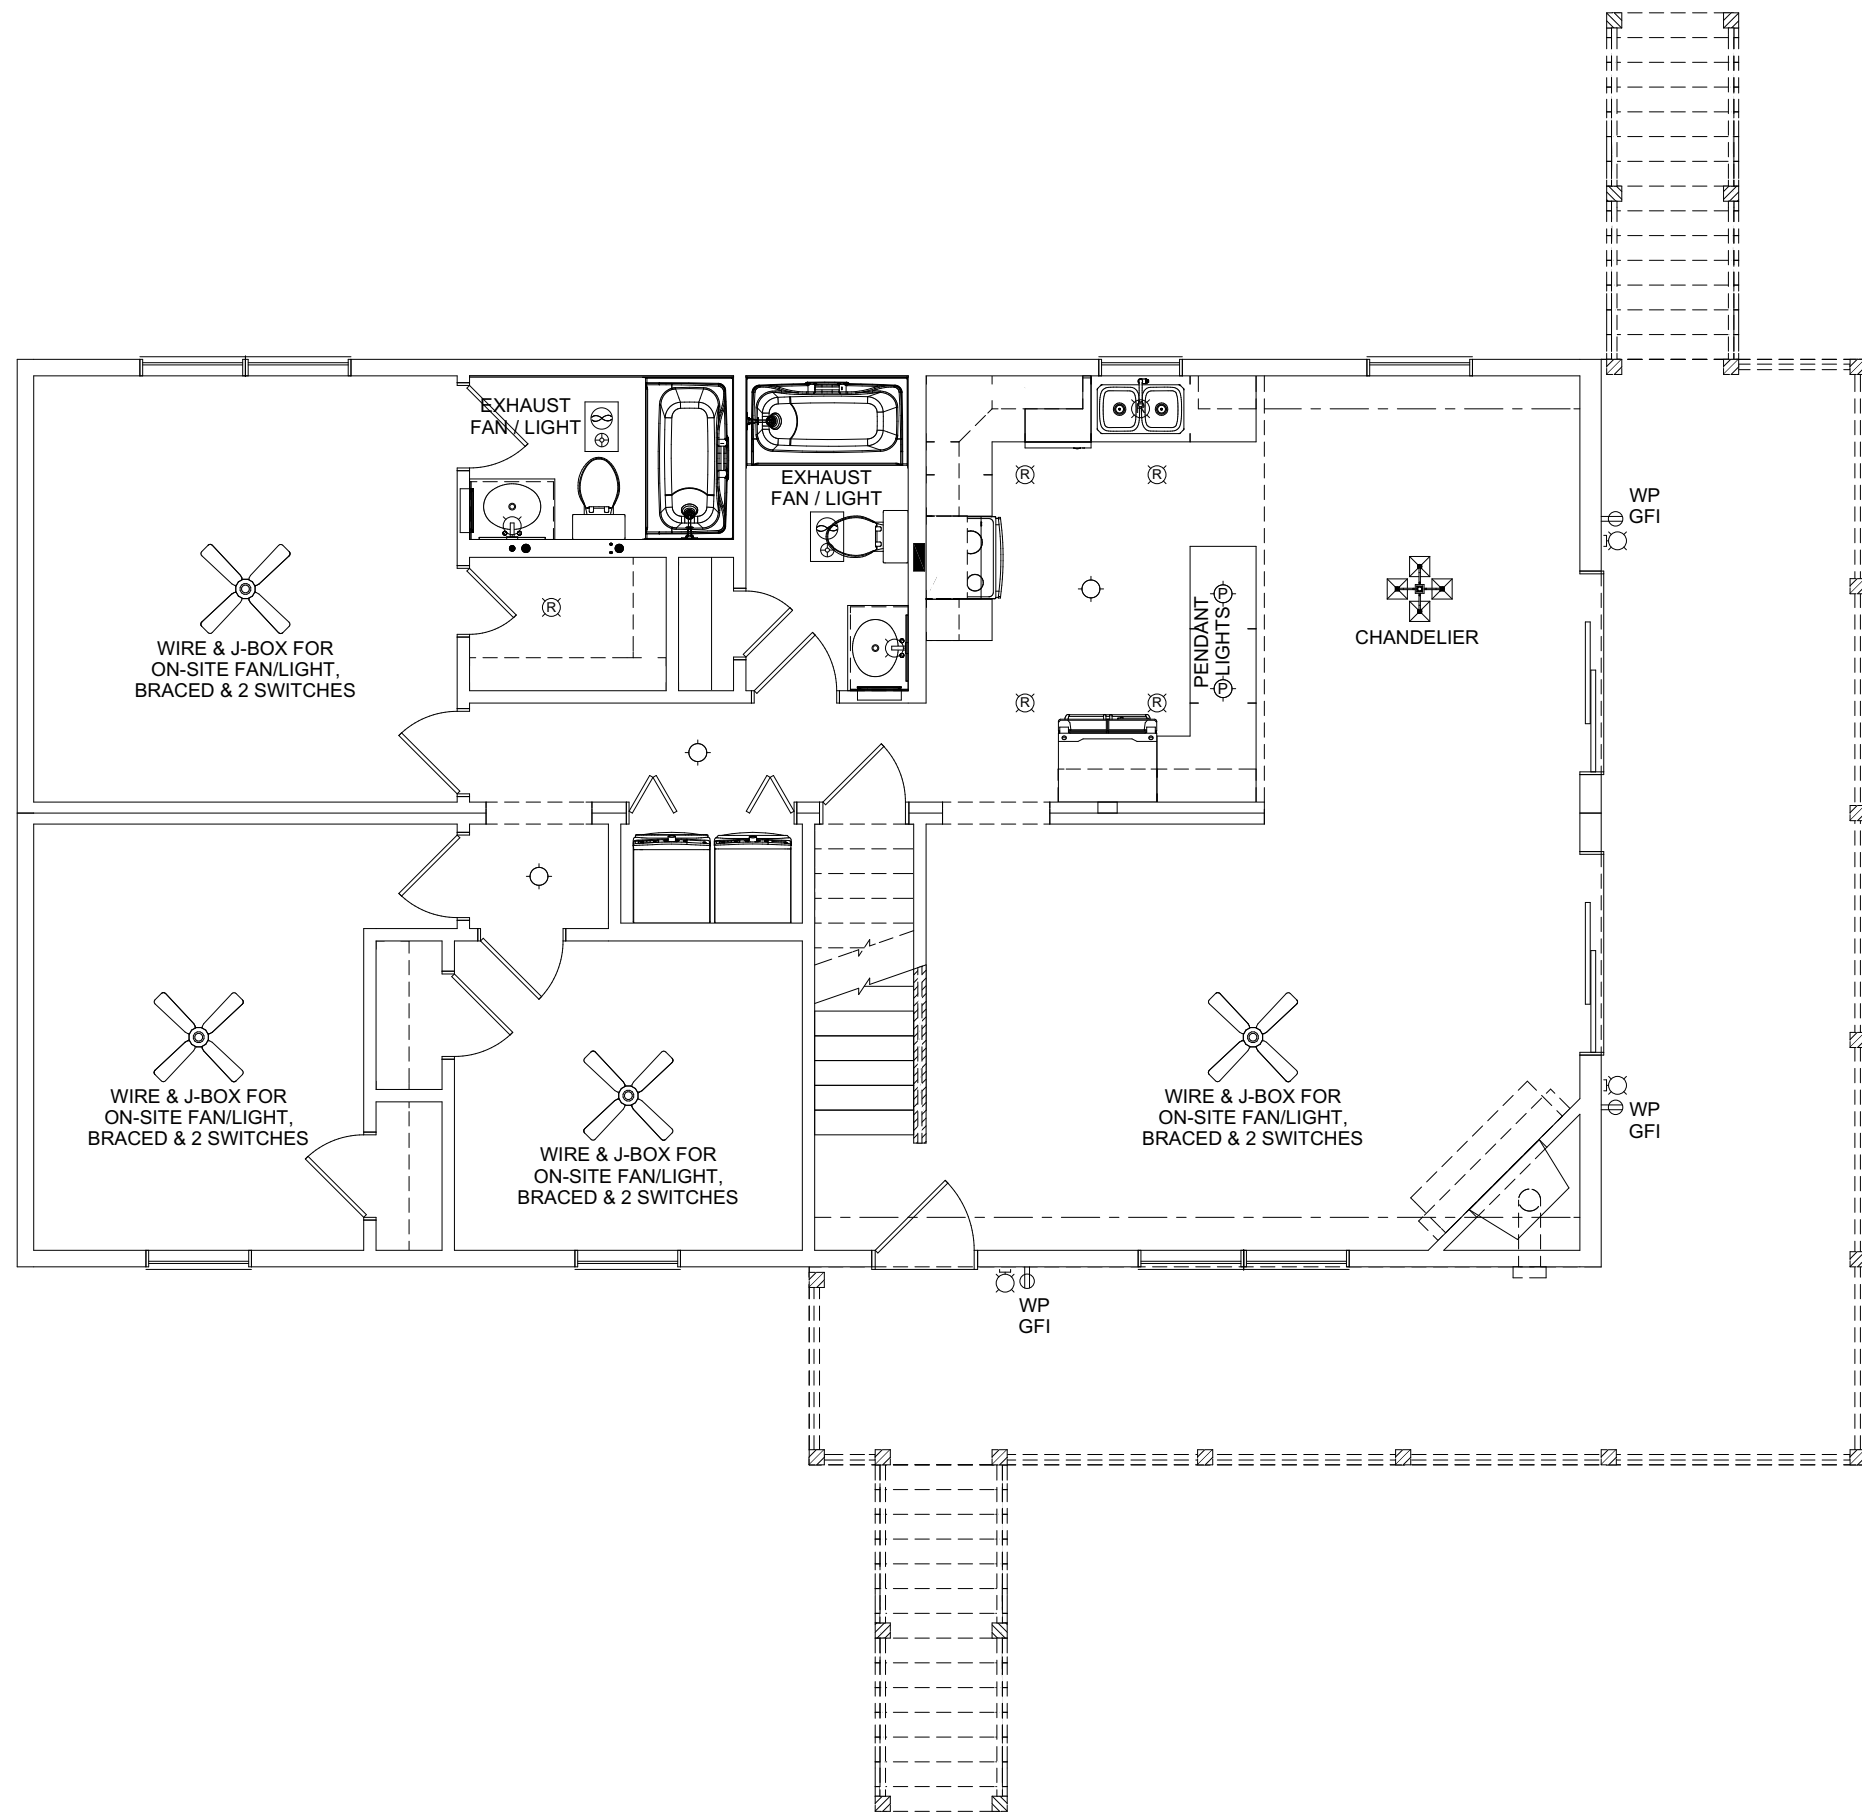 EXHAUST
FAN / LIGHT
EXHAUST
FAN / LIGHT
R
R
WP
GFI
R
P
PENDANT
LIGHTS
P
CHANDELIER
WIRE & J-BOX FOR
ON-SITE FAN/LIGHT,
BRACED & 2 SWITCHES
R
R
WIRE & J-BOX FOR
ON-SITE FAN/LIGHT,
BRACED & 2 SWITCHES
WIRE & J-BOX FOR
ON-SITE FAN/LIGHT,
BRACED & 2 SWITCHES
WIRE & J-BOX FOR
ON-SITE FAN/LIGHT,
BRACED & 2 SWITCHES
WP
GFI
WP
GFI